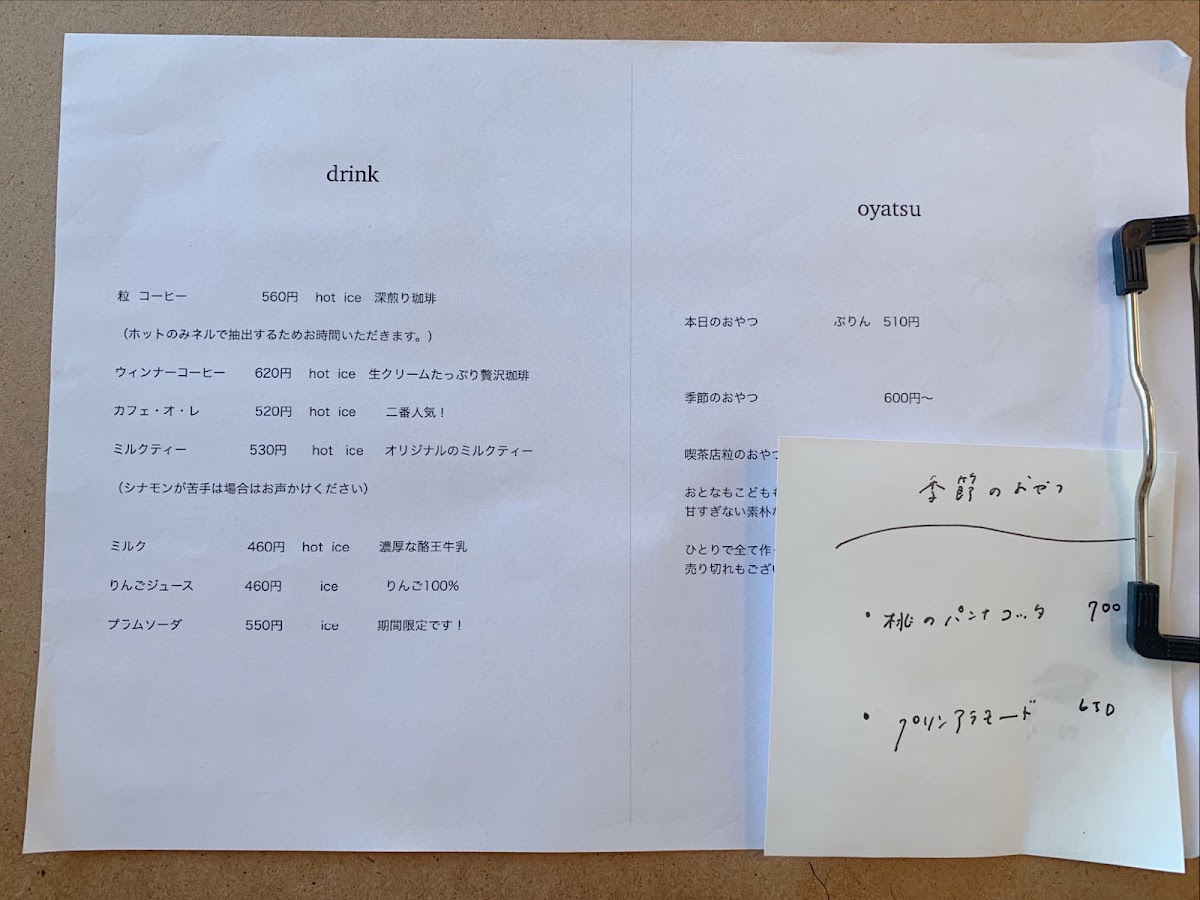 drink
粒 コーヒー 560円 hot ice 深煎り珈琲
（ホットのみネルで抽出するためお時間いただきます。）
ウィンナーコーヒー 620円 hot ice 生クリームたっぷり贅沢珈琲
カフェ・オ・レ 520円 hot ice 二番人気！
ミルクティー 530円 hot ice オリジナルのミルクティー
（シナモンが苦手は場合はお声かけください）
ミルク 460円 hot ice 濃厚な酪王牛乳
りんごジュース 460円 ice りんご100%
プラムソーダ 550円 ice 期間限定です！
oyatsu
本日のおやつ ぷりん 510円
季節のおやつ 600円〜
喫茶店粒のおやつ
おとなもこども
甘すぎない素朴
ひとりで全て作
売り切れもござい
季節のおやつ
・桃のパンナコッタ 700
・プリンアラモード 650